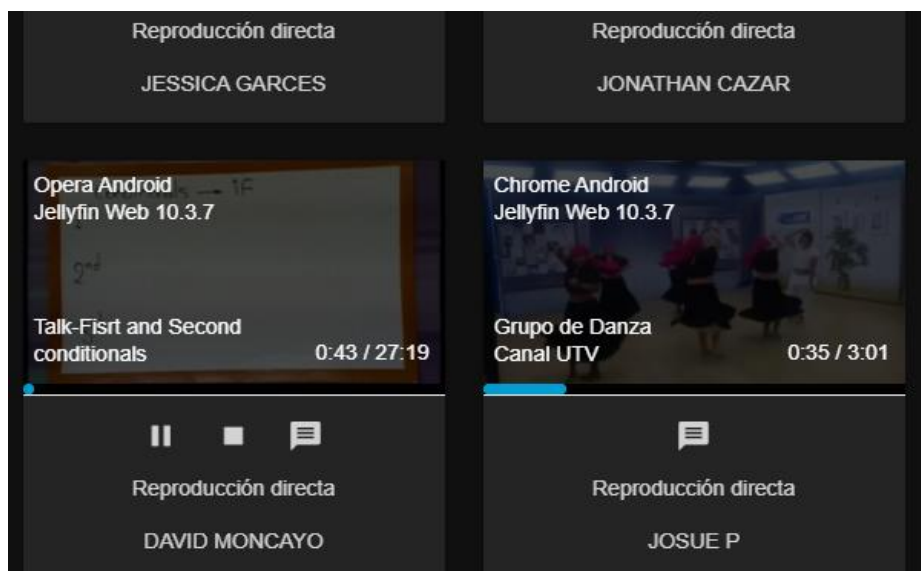 Reproducción directa
JESSICA GARCES
Reproducción directa
JONATHAN CAZAR
Opera Android
Jellyfin Web 10.3.7
→ IF
2nd
Talk-Fisrt and Second
conditionals
0:43 / 27:19
Reproducción directa
DAVID MONCAYO
Chrome Android
Jellyfin Web 10.3.7
Grupo de Danza
Canal UTV
0:35 / 3:01
Reproducción directa
JOSUE P